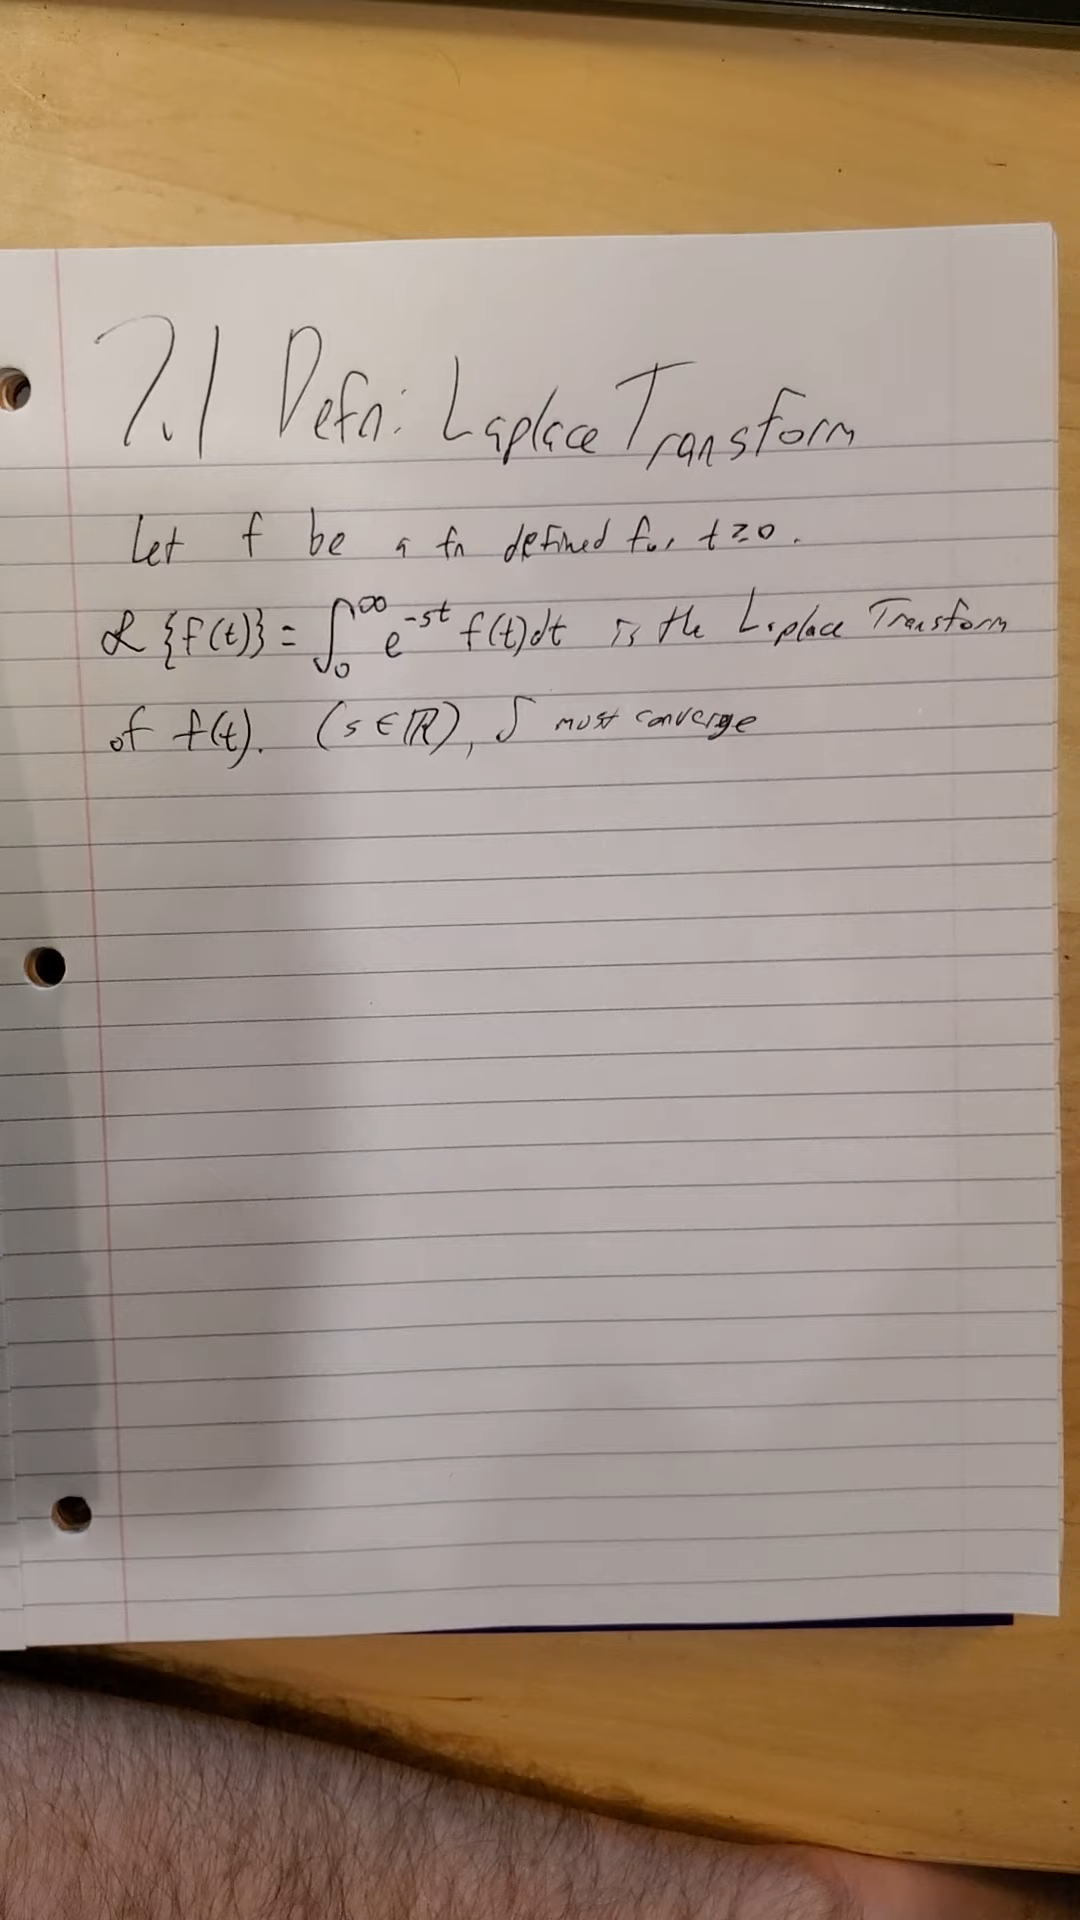 7.1 Defn: Laplace Transform
Let f be a fn defined for t≥0.
ℒ{f(t)} = ∫₀^∞ e^-st f(t)dt is the Laplace Transform
of f(t). (s∈ℝ), ∫ must converge